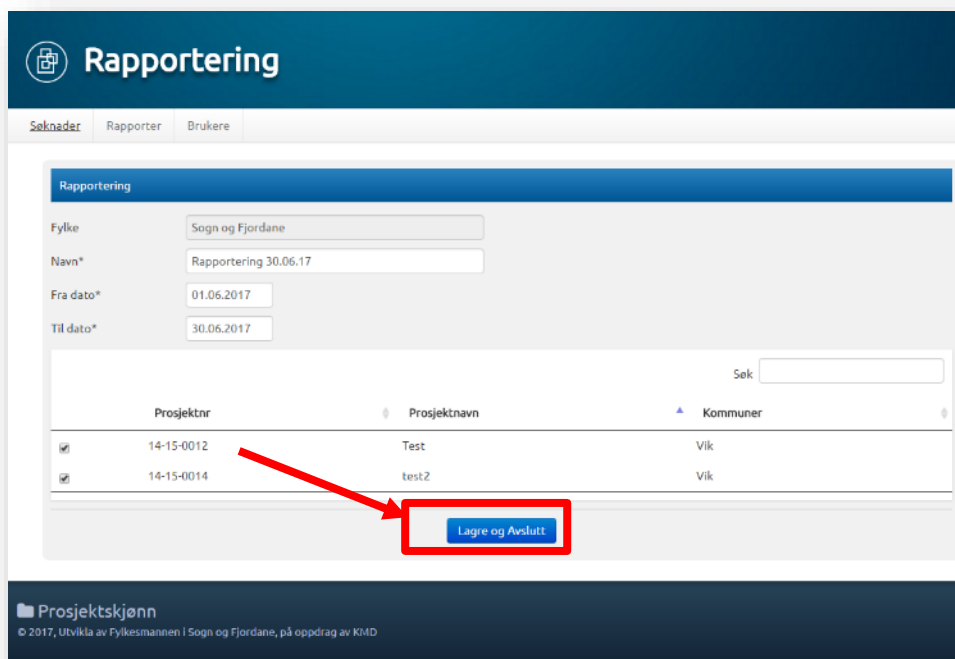 Rapportering
Søknader Rapporter Brukere
Rapportering
Fylke Sogn og Fjordane
Navn* Rapportering 30.06.17
Fra dato* 01.06.2017
Til dato* 30.06.2017
Søk
Prosjektnr Prosjektnavn Kommuner
14-15-0012 Test Vik
14-15-0014 test2 Vik
Lagre og Avslutt
Prosjektskjønn
© 2017, Utvikla av Fylkesmannen i Sogn og Fjordane, på oppdrag av KMD